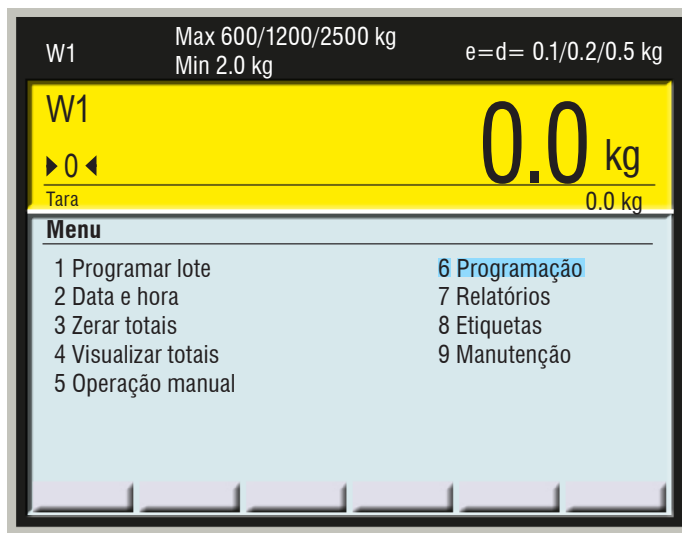 W1
Max 600/1200/2500 kg
Min 2.0 kg
e=d= 0.1/0.2/0.5 kg
W1
0.0 kg
▶0◀
Tara
0.0 kg
Menu
1 Programar lote
2 Data e hora
3 Zerar totais
4 Visualizar totais
5 Operação manual
6 Programação
7 Relatórios
8 Etiquetas
9 Manutenção